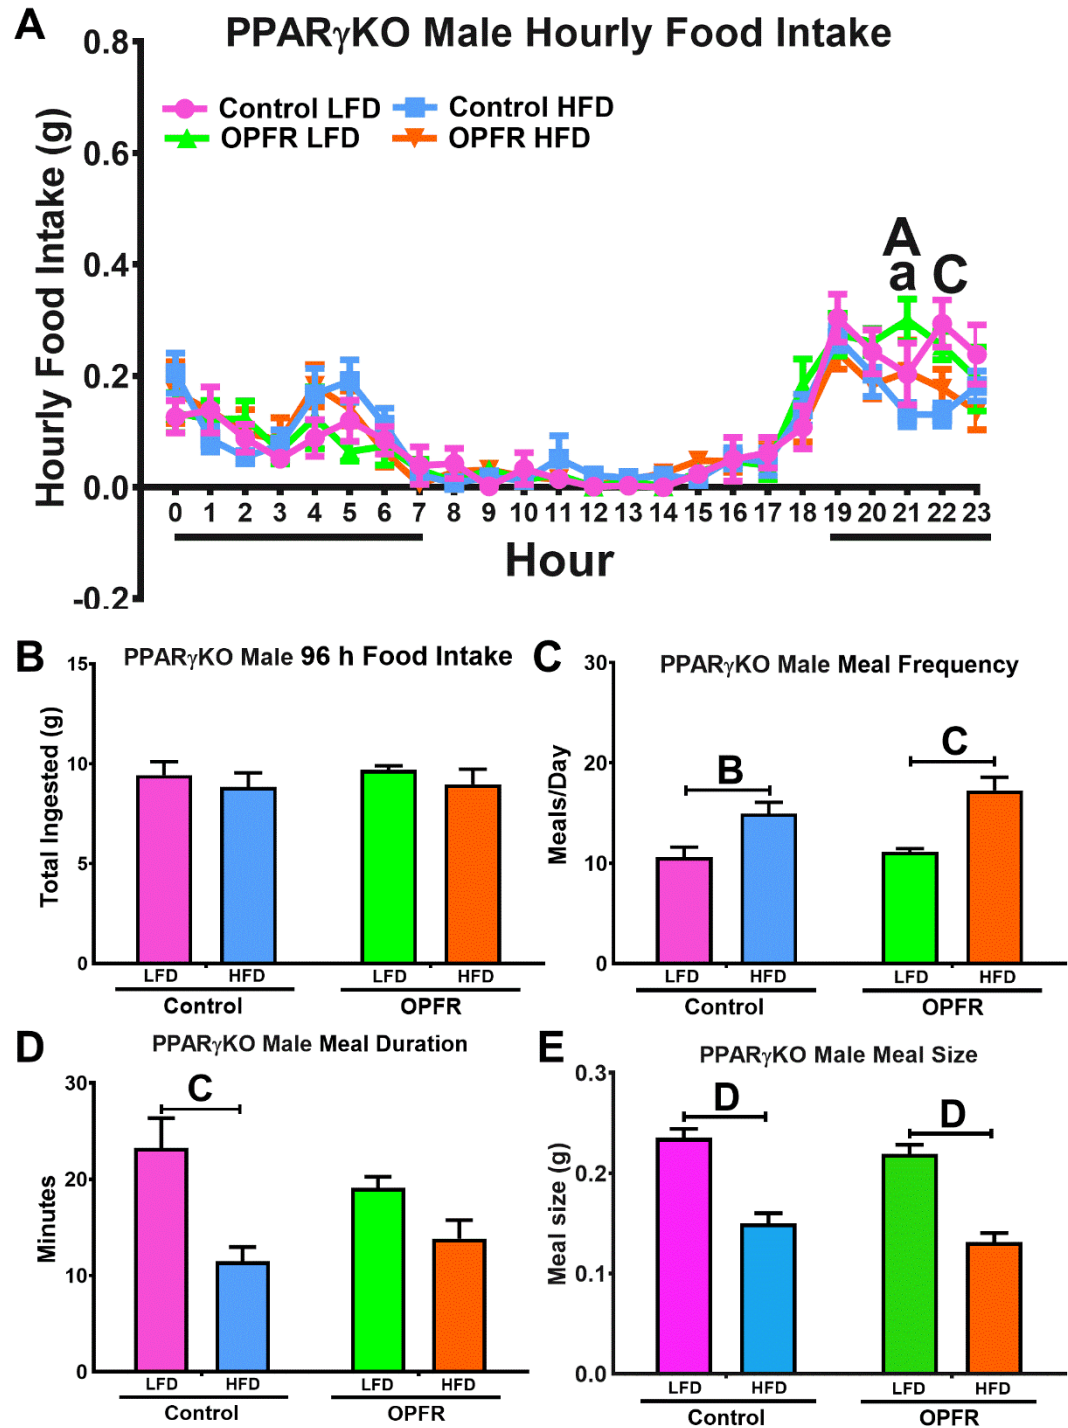 A
PPARγKO Male Hourly Food Intake
Control LFD
Control HFD
OPFR LFD
OPFR HFD
Hourly Food Intake (g)
0.8
0.6
0.4
0.2
0.0
-0.2
A
a
C
0 1 2 3 4 5 6 7 8 9 10 11 12 13 14 15 16 17 18 19 20 21 22 23
Hour
B
PPARγKO Male 96 h Food Intake
Total Ingested (g)
15
10
5
0
LFD HFD LFD HFD
Control OPFR
C
PPARγKO Male Meal Frequency
Meals/Day
30
20
10
0
B
C
LFD HFD LFD HFD
Control OPFR
D
PPARγKO Male Meal Duration
Minutes
30
20
10
0
C
LFD HFD LFD HFD
Control OPFR
E
PPARγKO Male Meal Size
Meal size (g)
0.3
0.2
0.1
0.0
D
D
LFD HFD LFD HFD
Control OPFR